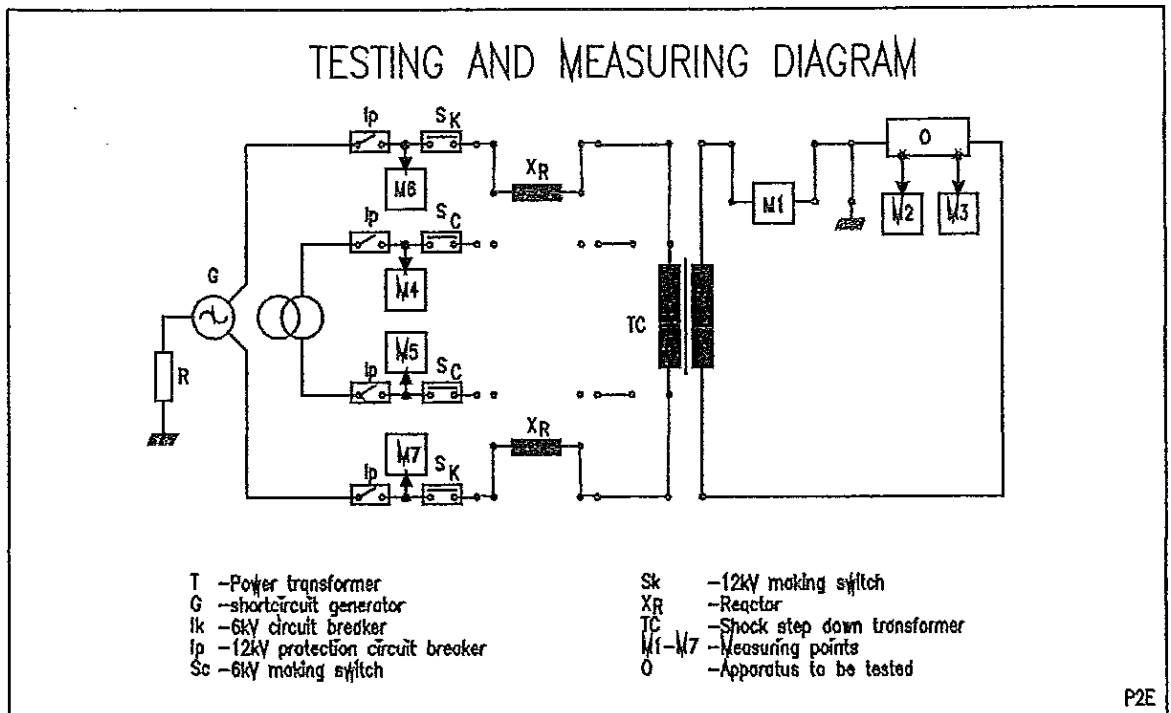 TESTING AND MEASURING DIAGRAM
Ip
SK
XR
M6
M1
O
M2
M3
Ip
SC
M4
G
TC
R
M5
Ip
SC
XR
M7
SK
Ip
T -Power transformer
G -shortcircuit generator
Ik -6kV circuit breaker
Ip -12kV protection circuit breaker
Sc -6kV making switch
Sk -12kV making switch
XR -Reactor
TC -Shock step down transformer
M1-M7 -Measuring points
O -Apparatus to be tested
P2E